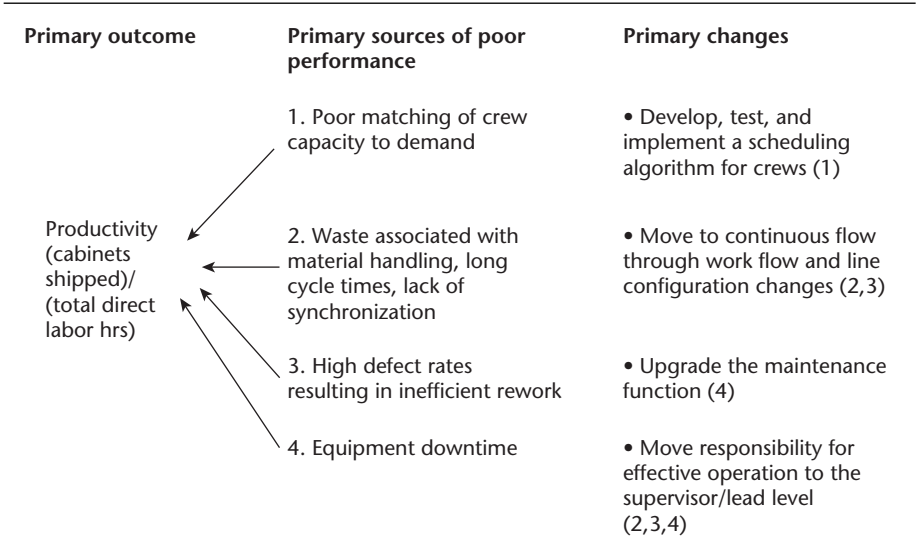 Primary outcome
Primary sources of poor
performance
Primary changes
1. Poor matching of crew
capacity to demand
• Develop, test, and
implement a scheduling
algorithm for crews (1)
Productivity
(cabinets
shipped)/
(total direct
labor hrs)
2. Waste associated with
material handling, long
cycle times, lack of
synchronization
• Move to continuous flow
through work flow and line
configuration changes (2,3)
3. High defect rates
resulting in inefficient rework
• Upgrade the maintenance
function (4)
4. Equipment downtime
• Move responsibility for
effective operation to the
supervisor/lead level
(2,3,4)